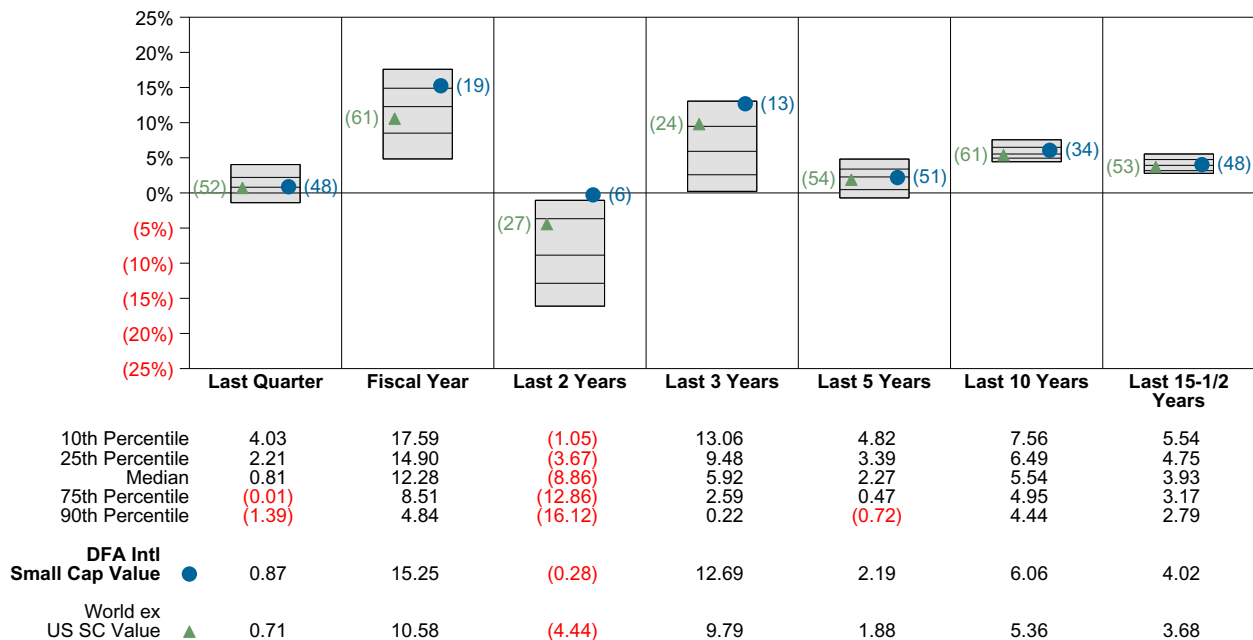 25%
20%
15%
10%
5%
0%
(5%)
(10%)
(15%)
(20%)
(25%)
(52) (48) (61) (19) (27) (6) (24) (13) (54) (51) (61) (34) (53) (48)
Last Quarter Fiscal Year Last 2 Years Last 3 Years Last 5 Years Last 10 Years Last 15-1/2
Years
10th Percentile 4.03 17.59 (1.05) 13.06 4.82 7.56 5.54
25th Percentile 2.21 14.90 (3.67) 9.48 3.39 6.49 4.75
Median 0.81 12.28 (8.86) 5.92 2.27 5.54 3.93
75th Percentile (0.01) 8.51 (12.86) 2.59 0.47 4.95 3.17
90th Percentile (1.39) 4.84 (16.12) 0.22 (0.72) 4.44 2.79
DFA Intl
Small Cap Value 0.87 15.25 (0.28) 12.69 2.19 6.06 4.02
World ex
US SC Value 0.71 10.58 (4.44) 9.79 1.88 5.36 3.68